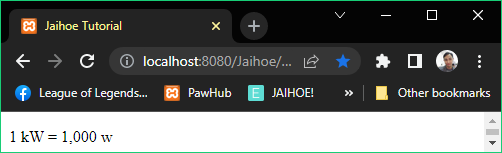 Jaihoe Tutorial
localhost:8080/Jaihoe/...
League of Legends... PawHub JAIHOE! Other bookmarks
1 kW = 1,000 w